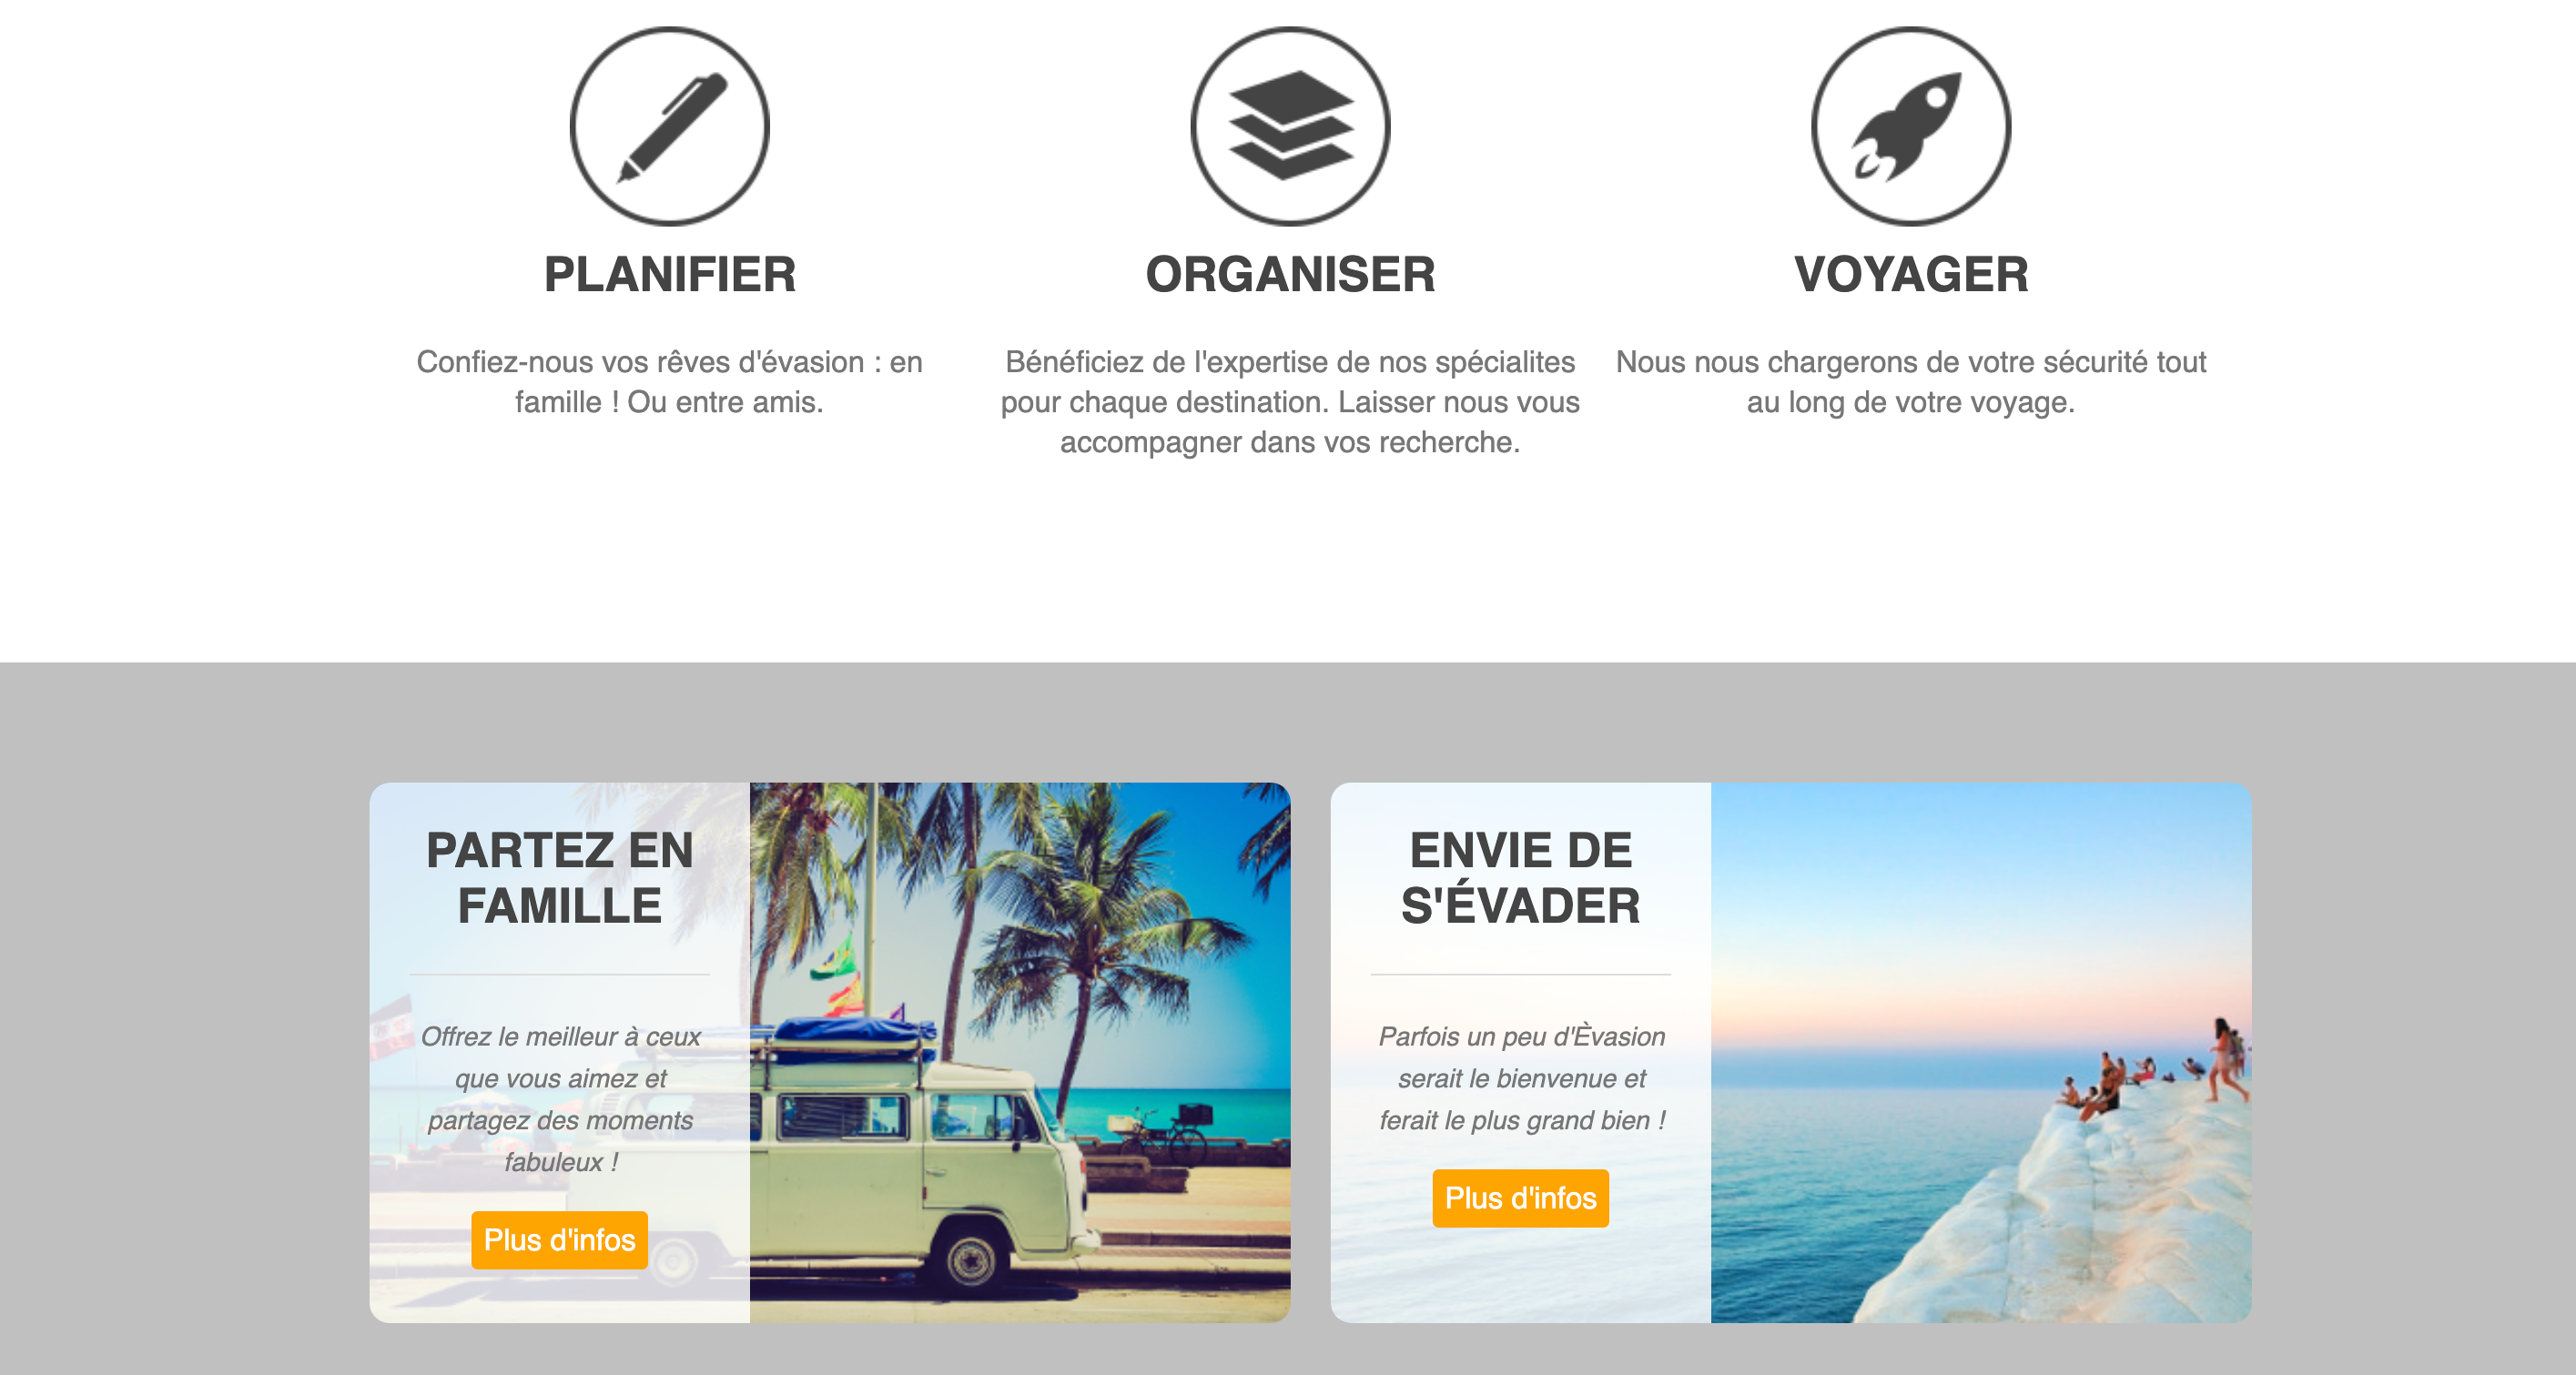 PLANIFIER
Confiez-nous vos rêves d'évasion : en
famille ! Ou entre amis.
ORGANISER
Bénéficiez de l'expertise de nos spécialites
pour chaque destination. Laisser nous vous
accompagner dans vos recherche.
VOYAGER
Nous nous chargerons de votre sécurité tout
au long de votre voyage.
PARTEZ EN
FAMILLE
Offrez le meilleur à ceux
que vous aimez et
partagez des moments
fabuleux !
Plus d'infos
ENVIE DE
S'ÉVADER
Parfois un peu d'Èvasion
serait le bienvenue et
ferait le plus grand bien !
Plus d'infos